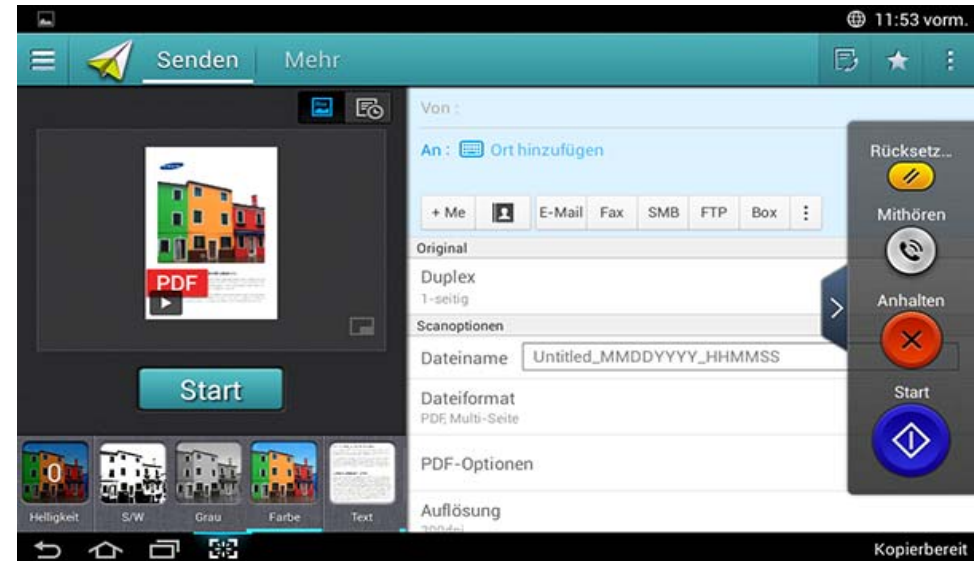 11:53 vorm.
Senden
Mehr
Von :
An :
Ort hinzufügen
+ Me
E-Mail
Fax
SMB
FTP
Box
Original
Duplex
1-seitig
Scanoptionen
Dateiname
Untitled_MMDDYYYY_HHMMSS
Dateiformat
PDF, Multi-Seite
PDF-Optionen
Auflösung
PDF
Start
0
Helligkeit
S/W
Grau
Farbe
Text
Rücksetz...
Mithören
Anhalten
Start
Kopierbereit